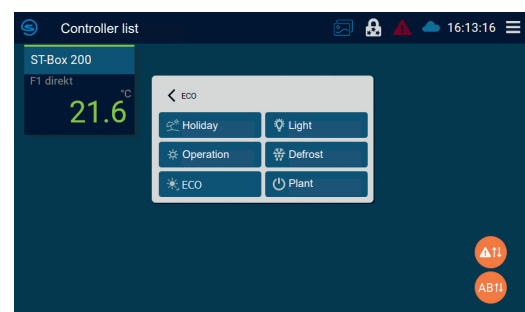 Controller list
16:13:16
ST-Box 200
F1 direkt
°C
21.6
ECO
Holiday
Light
Operation
Defrost
ECO
Plant
AB